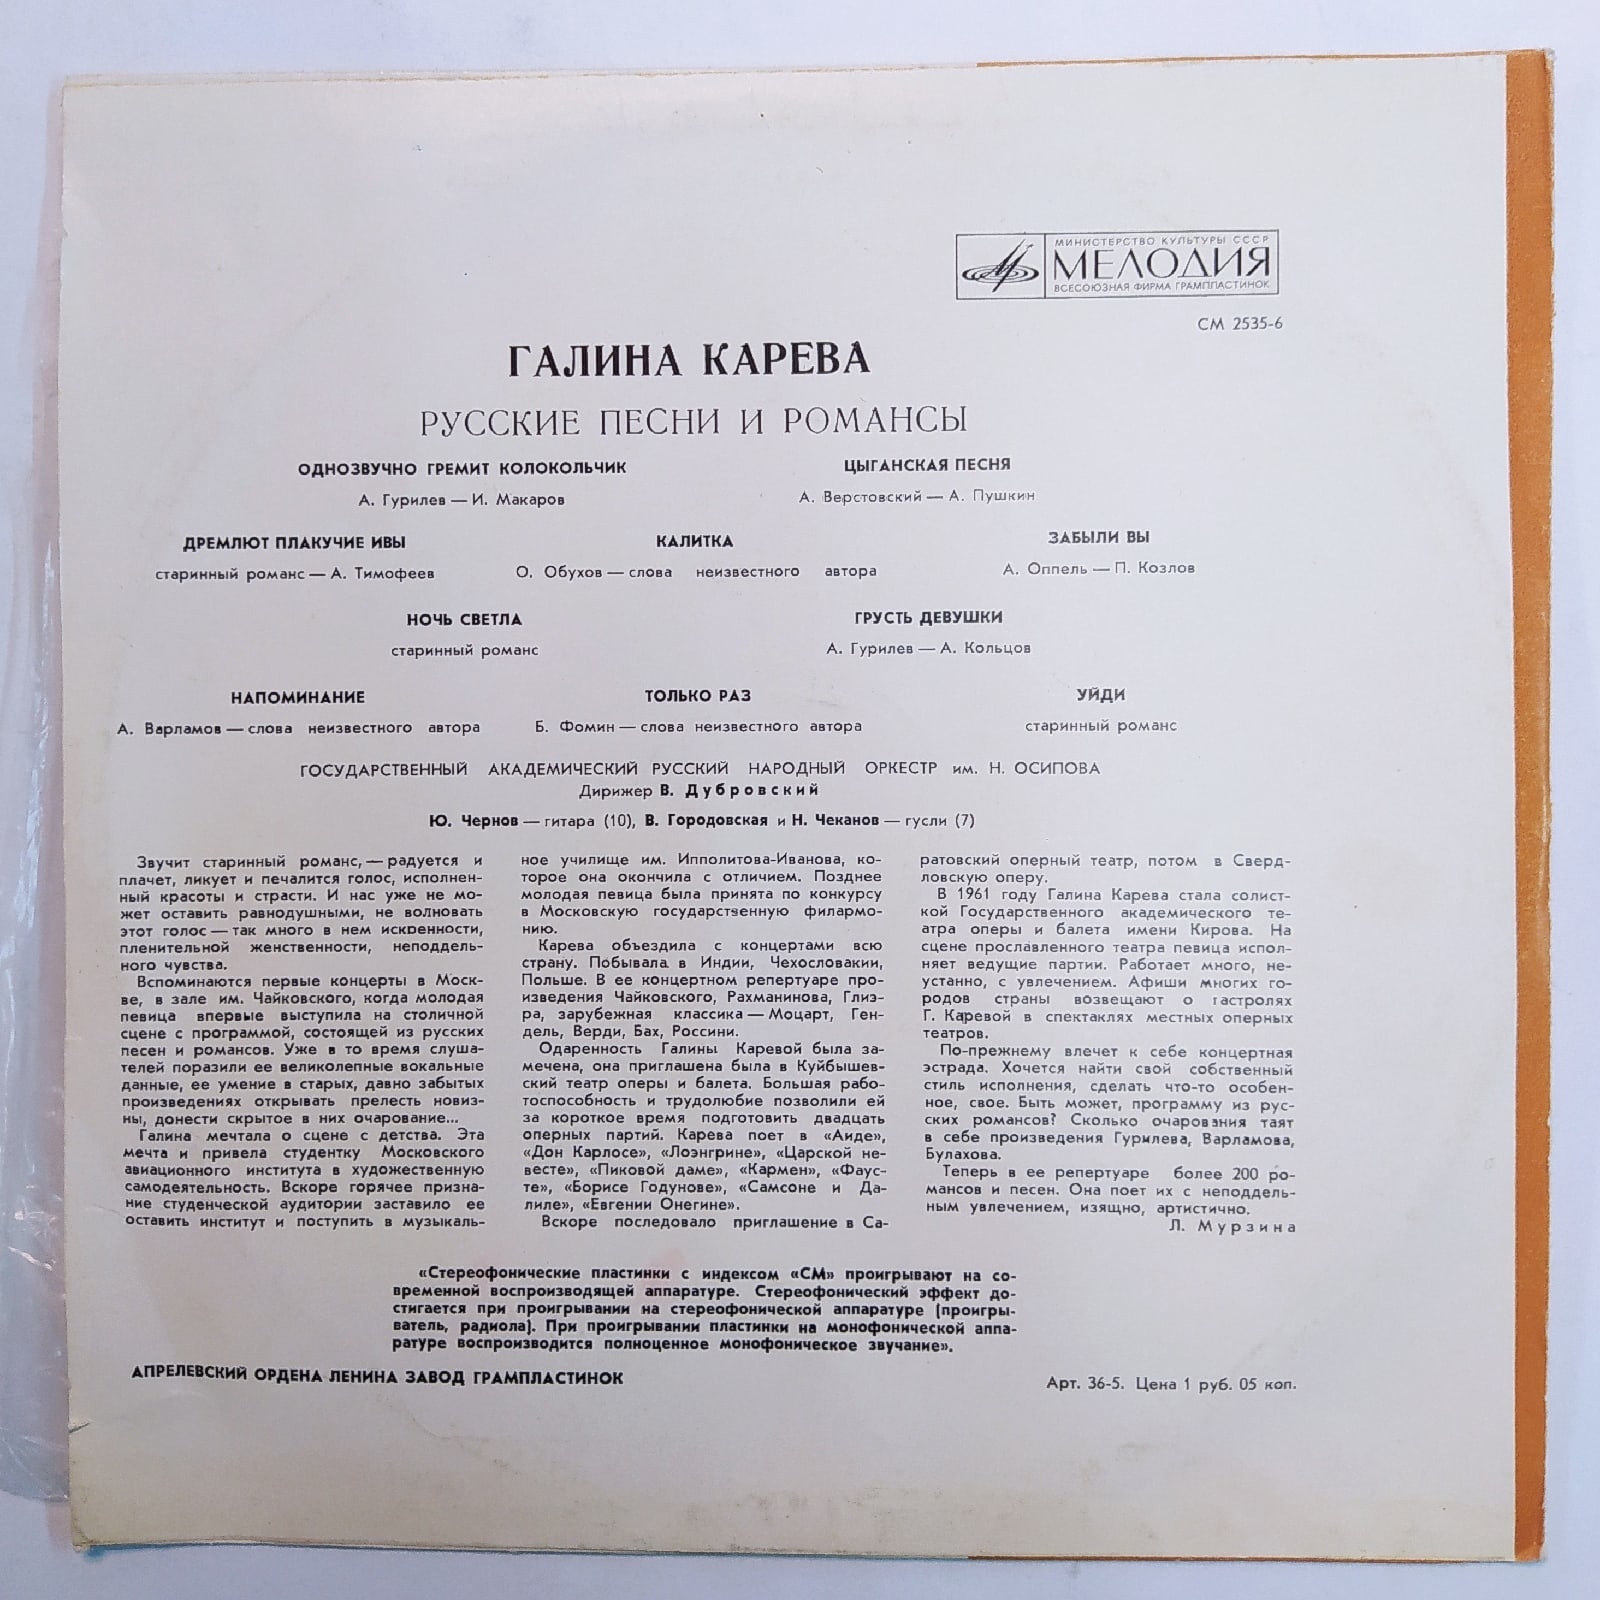 МИНИСТЕРСТВО КУЛЬТУРЫ СССР
МЕЛОДИЯ
ВСЕСОЮЗНАЯ ФИРМА ГРАМПЛАСТИНОК
СМ 2535-6
ГАЛИНА КАРЕВА
РУССКИЕ ПЕСНИ И РОМАНСЫ
ОДНОЗВУЧНО ГРЕМИТ КОЛОКОЛЬЧИК ЦЫГАНСКАЯ ПЕСНЯ
А. Гурилев — И. Макаров А. Верстовский — А. Пушкин
ДРЕМЛЮТ ПЛАКУЧИЕ ИВЫ КАЛИТКА ЗАБЫЛИ ВЫ
старинный романс — А. Тимофеев О. Обухов — слова неизвестного автора А. Оппель — П. Козлов
НОЧЬ СВЕТЛА ГРУСТЬ ДЕВУШКИ
старинный романс А. Гурилев — А. Кольцов
НАПОМИНАНИЕ ТОЛЬКО РАЗ УЙДИ
А. Варламов — слова неизвестного автора Б. Фомин — слова неизвестного автора старинный романс
ГОСУДАРСТВЕННЫЙ АКАДЕМИЧЕСКИЙ РУССКИЙ НАРОДНЫЙ ОРКЕСТР им. Н. ОСИПОВА
Дирижер В. Дубровский
Ю. Чернов — гитара (10), В. Городовская и Н. Чеканов — гусли (7)
Звучит старинный романс, — радуется и
плачет, ликует и печалится голос, исполнен-
ный красоты и страсти. И нас уже не мо-
жет оставить равнодушными, не волновать
этот голос — так много в нем искренности,
пленительной женственности, неподдель-
ного чувства.
Вспоминаются первые концерты в Моск-
ве, в зале им. Чайковского, когда молодая
певица впервые выступила на столичной
сцене с программой, состоящей из русских
песен и романсов. Уже в то время слуша-
телей поразили ее великолепные вокальные
данные, ее умение в старых, давно забытых
произведениях открывать прелесть новиз-
ны, донести скрытое в них очарование...
Галина мечтала о сцене с детства. Эта
мечта и привела студентку Московского
авиационного института в художественную
самодеятельность. Вскоре горячее призна-
ние студенческой аудитории заставило ее
оставить институт и поступить в музыкаль-
ное училище им. Ипполитова-Иванова, ко-
торое она окончила с отличием. Позднее
молодая певица была принята по конкурсу
в Московскую государственную филармо-
нию.
Карева объездила с концертами всю
страну. Побывала в Индии, Чехословакии,
Польше. В ее концертном репертуаре про-
изведения Чайковского, Рахманинова, Глиэ-
ра, зарубежная классика — Моцарт, Ген-
дель, Верди, Бах, Россини.
Одаренность Галины Каревой была за-
мечена, она приглашена была в Куйбышев-
ский театр оперы и балета. Большая рабо-
тоспособность и трудолюбие позволили ей
за короткое время подготовить двадцать
оперных партий. Карева поет в «Аиде»,
«Дон Карлосе», «Лоэнгрине», «Царской не-
весте», «Пиковой даме», «Кармен», «Фаус-
те», «Борисе Годунове», «Самсоне и Да-
лиле», «Евгении Онегине».
Вскоре последовало приглашение в Са-
ратовский оперный театр, потом в Сверд-
ловскую оперу.
В 1961 году Галина Карева стала солист-
кой Государственного академического те-
атра оперы и балета имени Кирова. На
сцене прославленного театра певица испол-
няет ведущие партии. Работает много, не-
устанно, с увлечением. Афиши многих го-
родов страны возвещают о гастролях
Г. Каревой в спектаклях местных оперных
театров.
По-прежнему влечет к себе концертная
эстрада. Хочется найти свой собственный
стиль исполнения, сделать что-то особен-
ное, свое. Быть может, программу из рус-
ских романсов? Сколько очарования таят
в себе произведения Гурилева, Варламова,
Булахова.
Теперь в ее репертуаре более 200 ро-
мансов и песен. Она поет их с неподдель-
ным увлечением, изящно, артистично.
Л. Мурзина
«Стереофонические пластинки с индексом «СМ» проигрывают на со-
временной воспроизводящей аппаратуре. Стереофонический эффект до-
стигается при проигрывании на стереофонической аппаратуре (проигры-
ватель, радиола). При проигрывании пластинки на монофонической аппа-
ратуре воспроизводится полноценное монофоническое звучание».
АПРЕЛЕВСКИЙ ОРДЕНА ЛЕНИНА ЗАВОД ГРАМПЛАСТИНОК Арт. 36-5. Цена 1 руб. 05 коп.